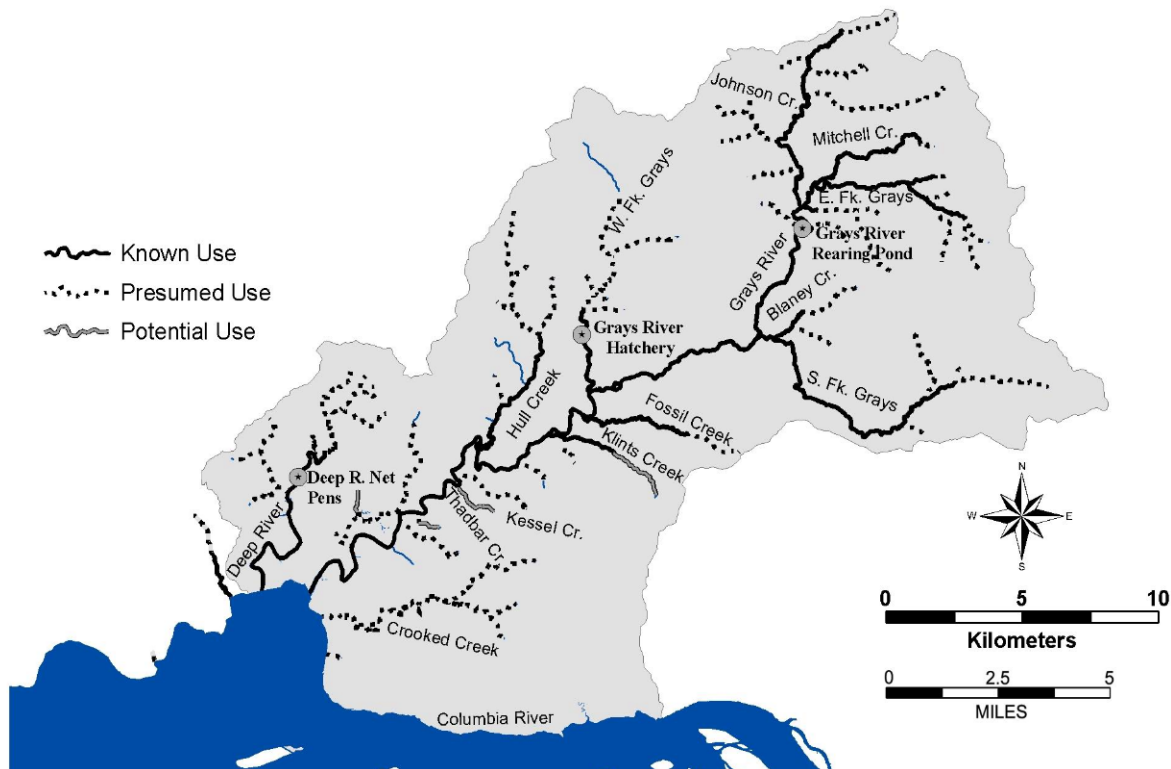 Johnson Cr.
Mitchell Cr.
W. Fk. Grays
E. Fk. Grays
Known Use
Presumed Use
Potential Use
Grays River
Grays River
Rearing Pond
Blaney Cr.
Grays River
Hatchery
Hull Creek
S. Fk. Grays
Fossil Creek
Klints Creek
Deep R. Net
Pens
Deep River
Thadbar Cr.
Kessel Cr.
Crooked Creek
Columbia River
N
W
E
S
0
5
10
Kilometers
0
2.5
5
MILES